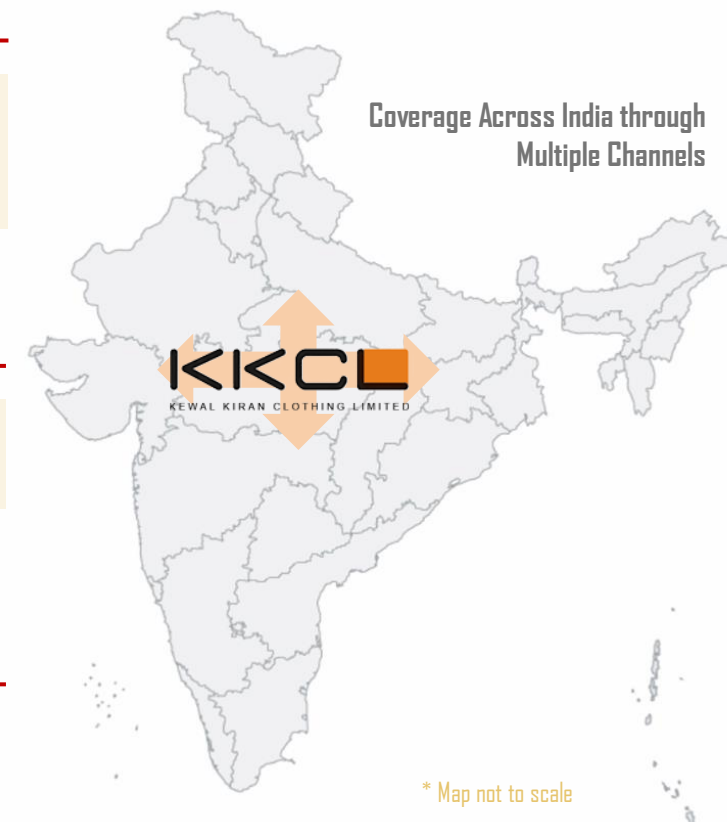 Coverage Across India through
Multiple Channels
KKCL
KEWAL KIRAN CLOTHING LIMITED
* Map not to scale